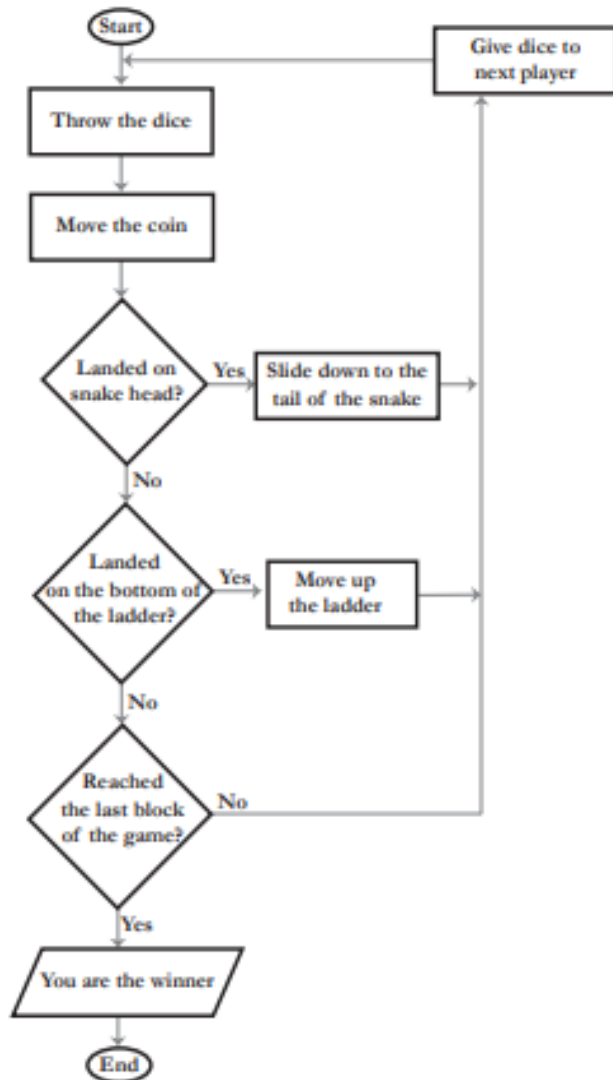 Start
Give dice to
next player
Throw the dice
Move the coin
Landed on
snake head?
Yes
Slide down to the
tail of the snake
No
Landed
on the bottom of
the ladder?
Yes
Move up
the ladder
No
Reached
the last block
of the game?
No
Yes
You are the winner
End